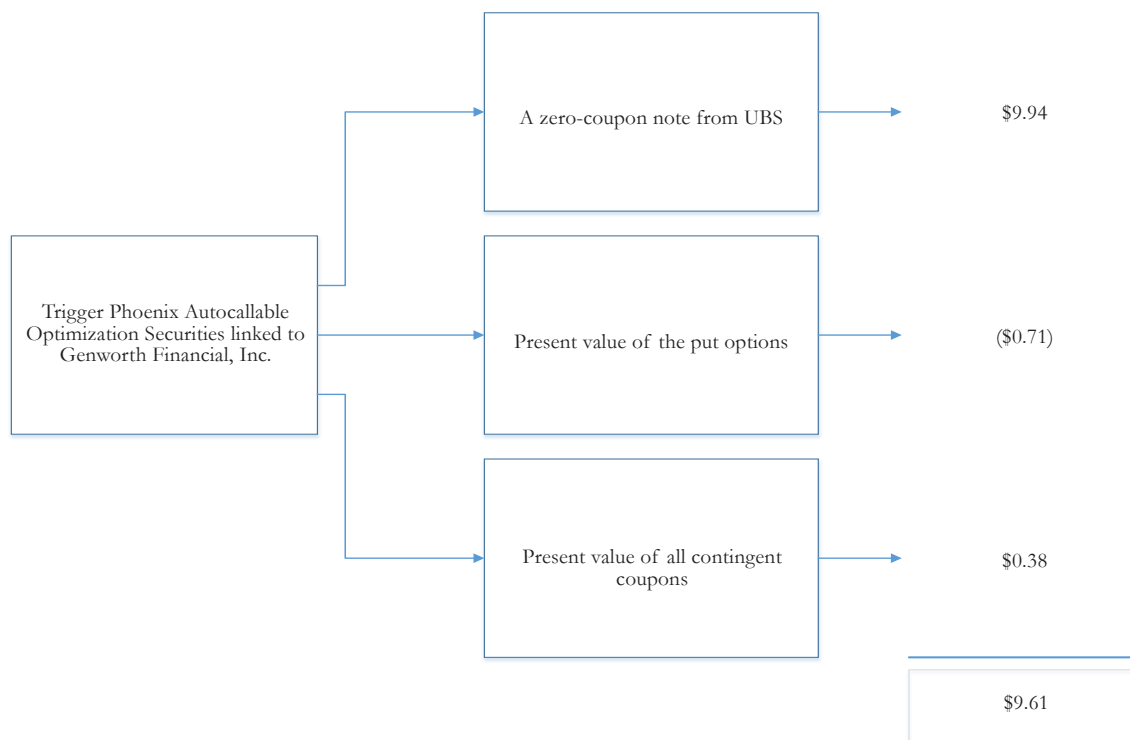 A zero-coupon note from UBS
$9.94
Trigger Phoenix Autocallable
Optimization Securities linked to
Genworth Financial, Inc.
Present value of the put options
($0.71)
Present value of all contingent
coupons
$0.38
$9.61